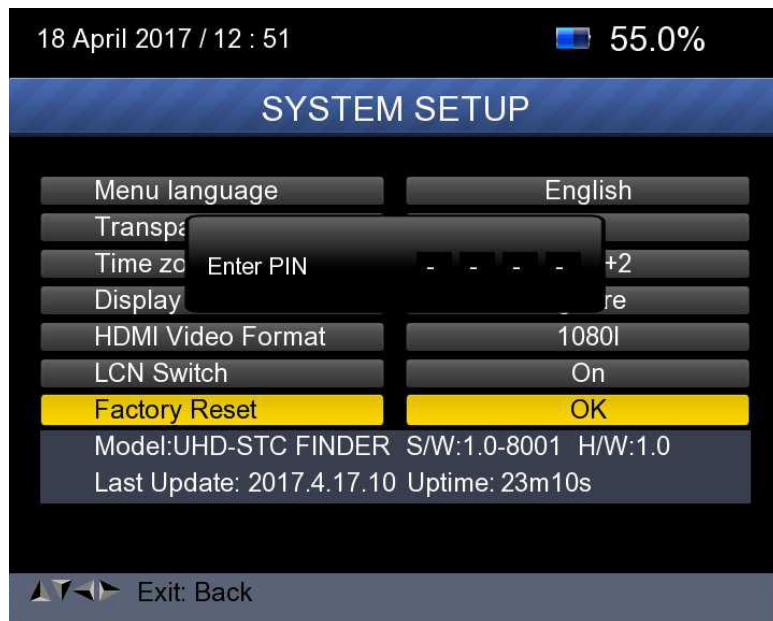 18 April 2017 / 12 : 51 55.0%
SYSTEM SETUP
Menu language English
Transpa
Time zo +2
Enter PIN - - - -
Display re
HDMI Video Format 1080I
LCN Switch On
Factory Reset OK
Model:UHD-STC FINDER S/W:1.0-8001 H/W:1.0
Last Update: 2017.4.17.10 Uptime: 23m10s
Exit: Back